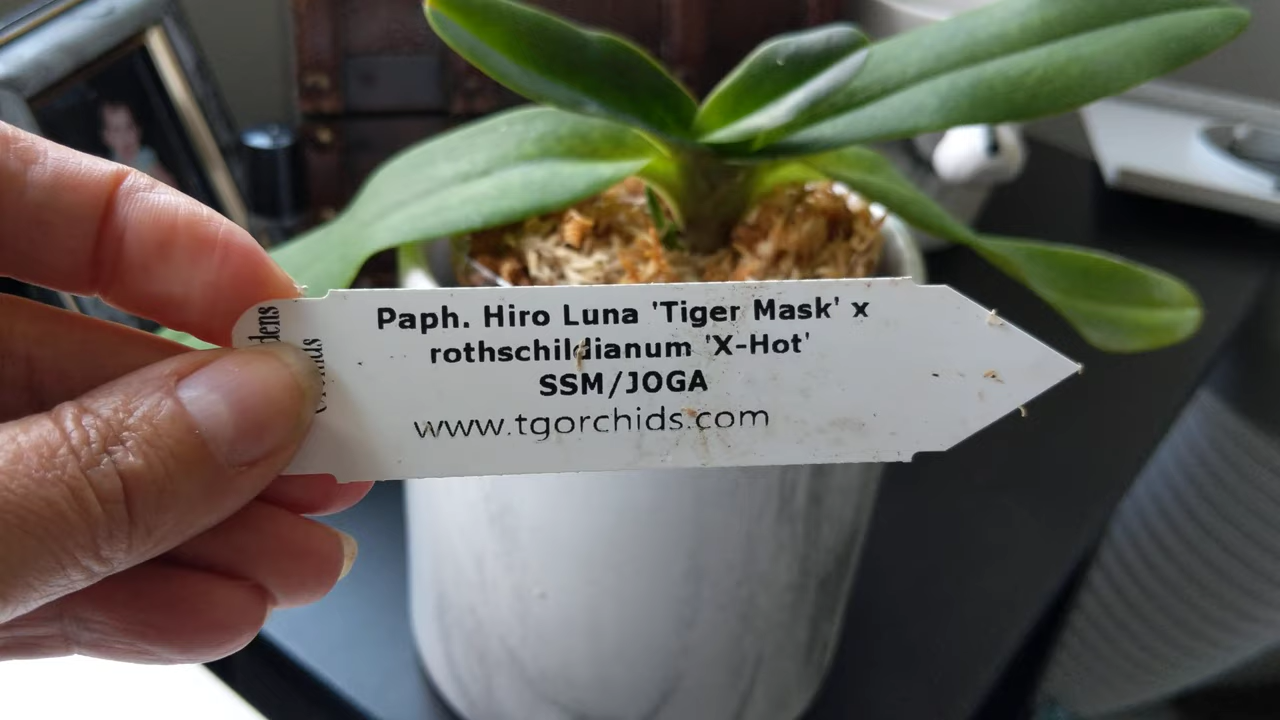 Paph. Hiro Luna 'Tiger Mask' x
rothschildianum 'X-Hot'
SSM/JOGA
www.tgorchids.com